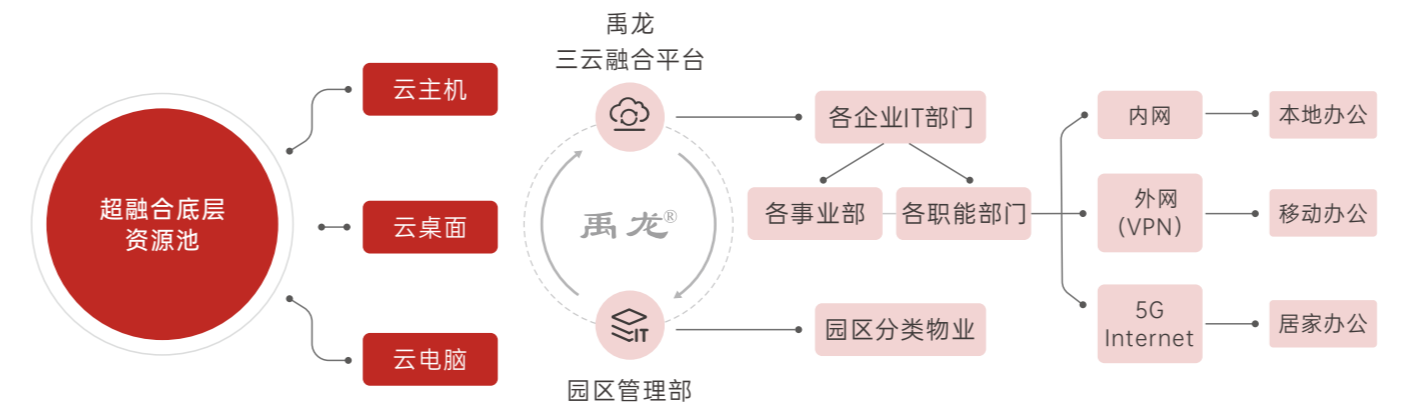 超融合底层
资源池
云主机
云桌面
云电脑
禹龙
三云融合平台
禹龙®
IT
园区管理部
各企业IT部门
各事业部
各职能部门
园区分类物业
内网
外网
(VPN)
5G
Internet
本地办公
移动办公
居家办公